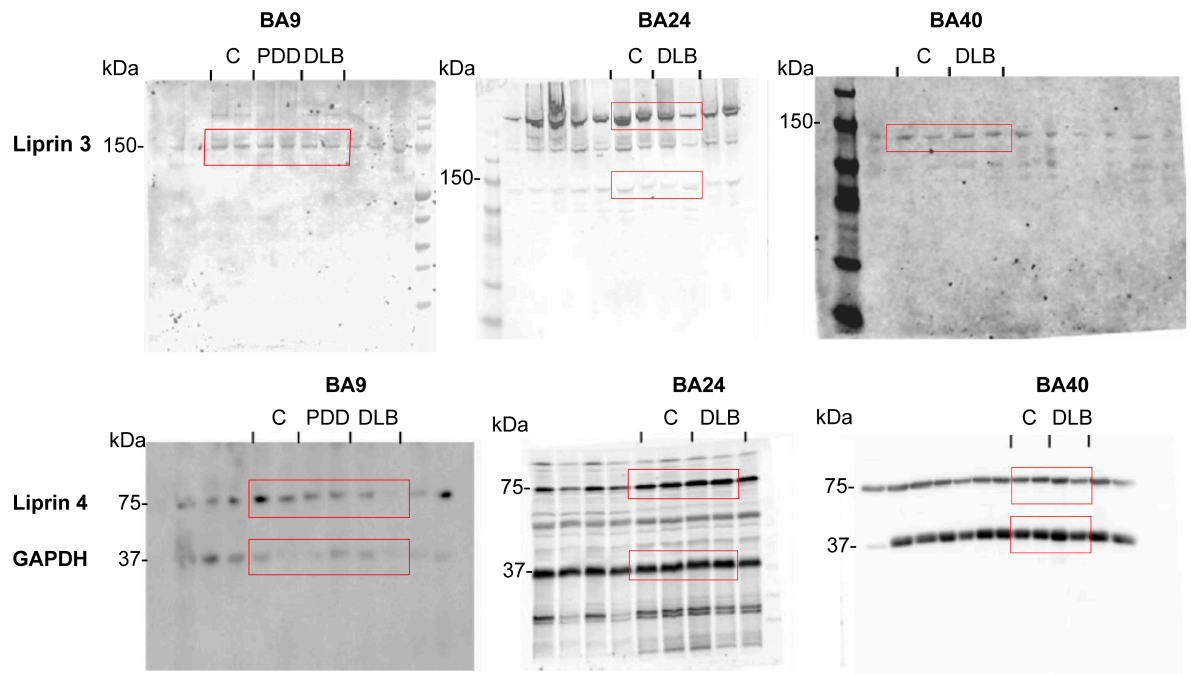 BA9 BA24 BA40
C PDD DLB C DLB C DLB
kDa kDa kDa
Liprin 3 150- 150- 150-
BA9 BA24 BA40
C PDD DLB C DLB C DLB
kDa kDa kDa
Liprin 4 75- 75- 75-
GAPDH 37- 37- 37-